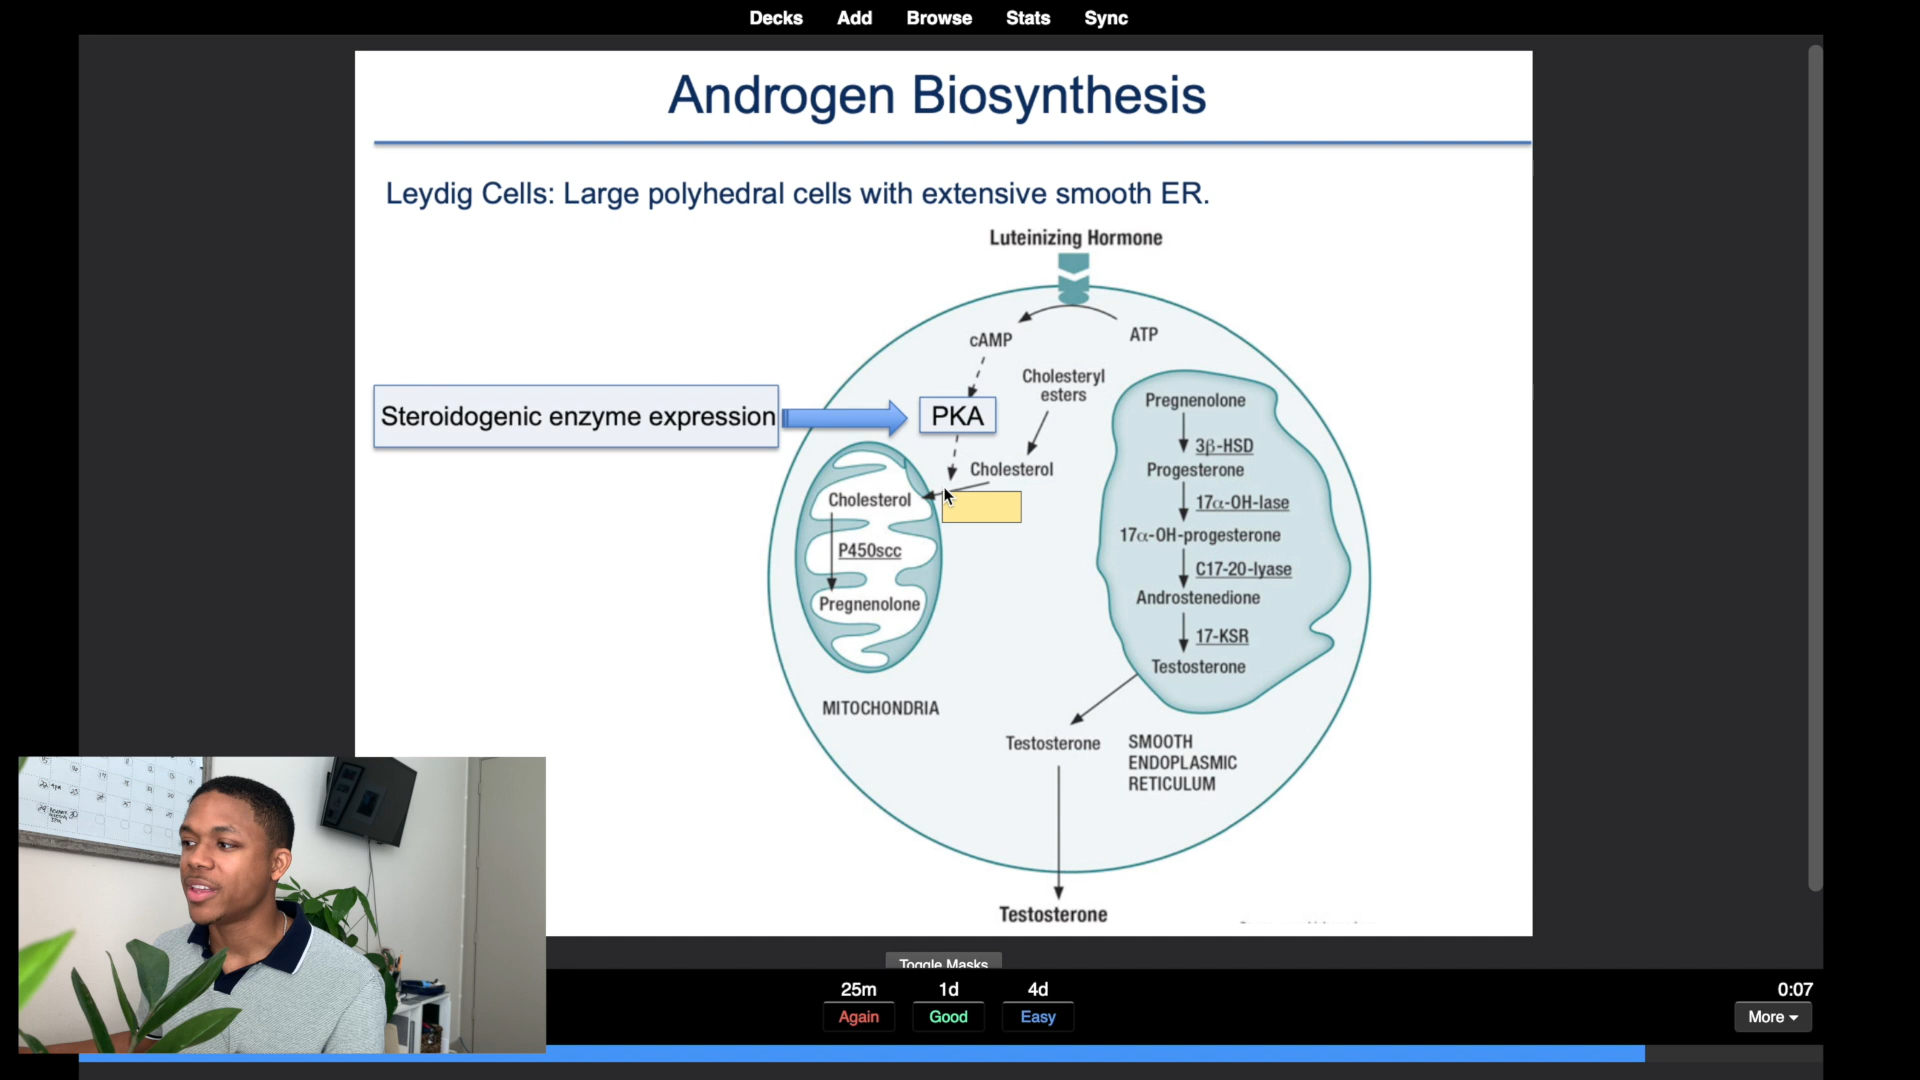 Decks Add Browse Stats Sync
Androgen Biosynthesis
Leydig Cells: Large polyhedral cells with extensive smooth ER.
Luteinizing Hormone
cAMP
ATP
Cholesteryl
esters
Steroidogenic enzyme expression
PKA
Cholesterol
Cholesterol
P450scc
Pregnenolone
MITOCHONDRIA
Pregnenolone
3β-HSD
Progesterone
17α-OH-lase
17α-OH-progesterone
C17-20-lyase
Androstenedione
17-KSR
Testosterone
Testosterone
SMOOTH
ENDOPLASMIC
RETICULUM
Testosterone
Toggle Masks
25m 1d 4d 0:07
Again Good Easy More